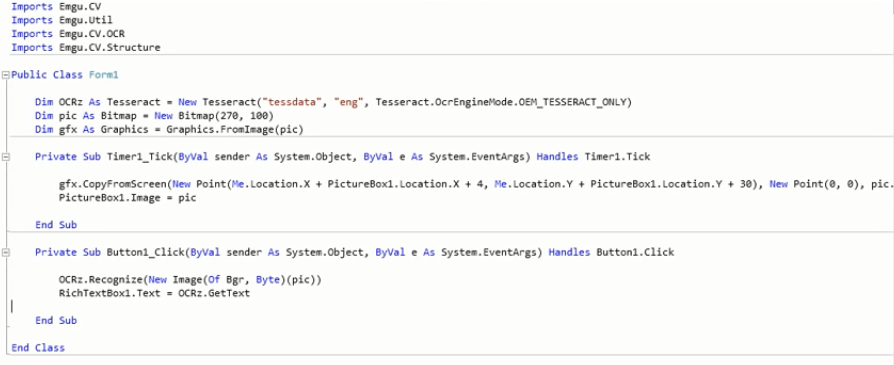 Imports Emgu.CV
Imports Emgu.Util
Imports Emgu.CV.OCR
Imports Emgu.CV.Structure
Public Class Form1
Dim OCRz As Tesseract = New Tesseract("tessdata", "eng", Tesseract.OcrEngineMode.OEM_TESSERACT_ONLY)
Dim pic As Bitmap = New Bitmap(270, 100)
Dim gfx As Graphics = Graphics.FromImage(pic)
Private Sub Timer1_Tick(ByVal sender As System.Object, ByVal e As System.EventArgs) Handles Timer1.Tick
gfx.CopyFromScreen(New Point(Me.Location.X + PictureBox1.Location.X + 4, Me.Location.Y + PictureBox1.Location.Y + 30), New Point(0, 0), pic.
PictureBox1.Image = pic
End Sub
Private Sub Button1_Click(ByVal sender As System.Object, ByVal e As System.EventArgs) Handles Button1.Click
OCRz.Recognize(New Image(Of Bgr, Byte)(pic))
RichTextBox1.Text = OCRz.GetText
End Sub
End Class